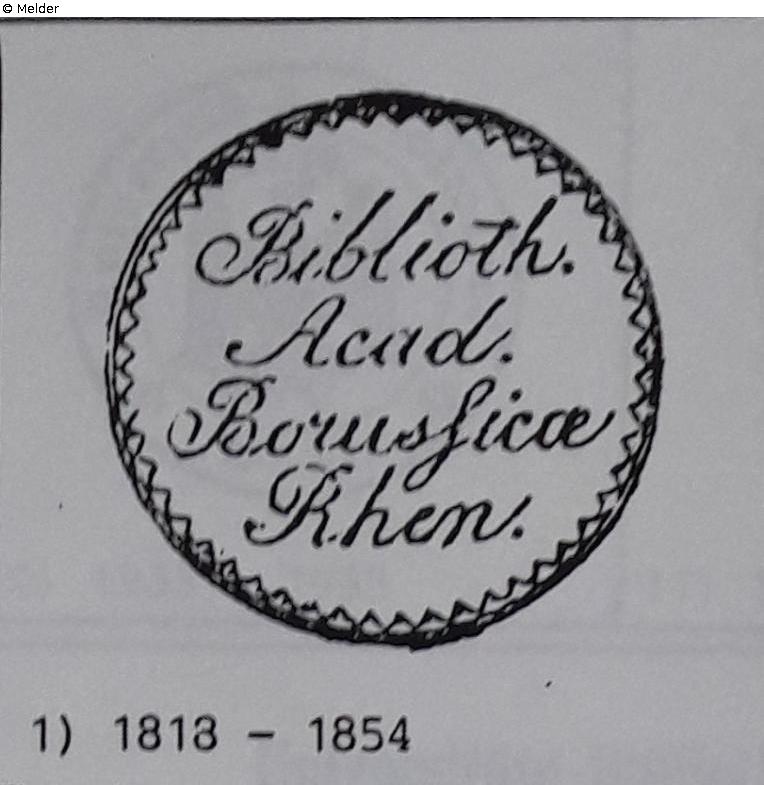 © Melder
Biblioth.
Acad.
Borussicæ
Rhen.
1) 1818 – 1854